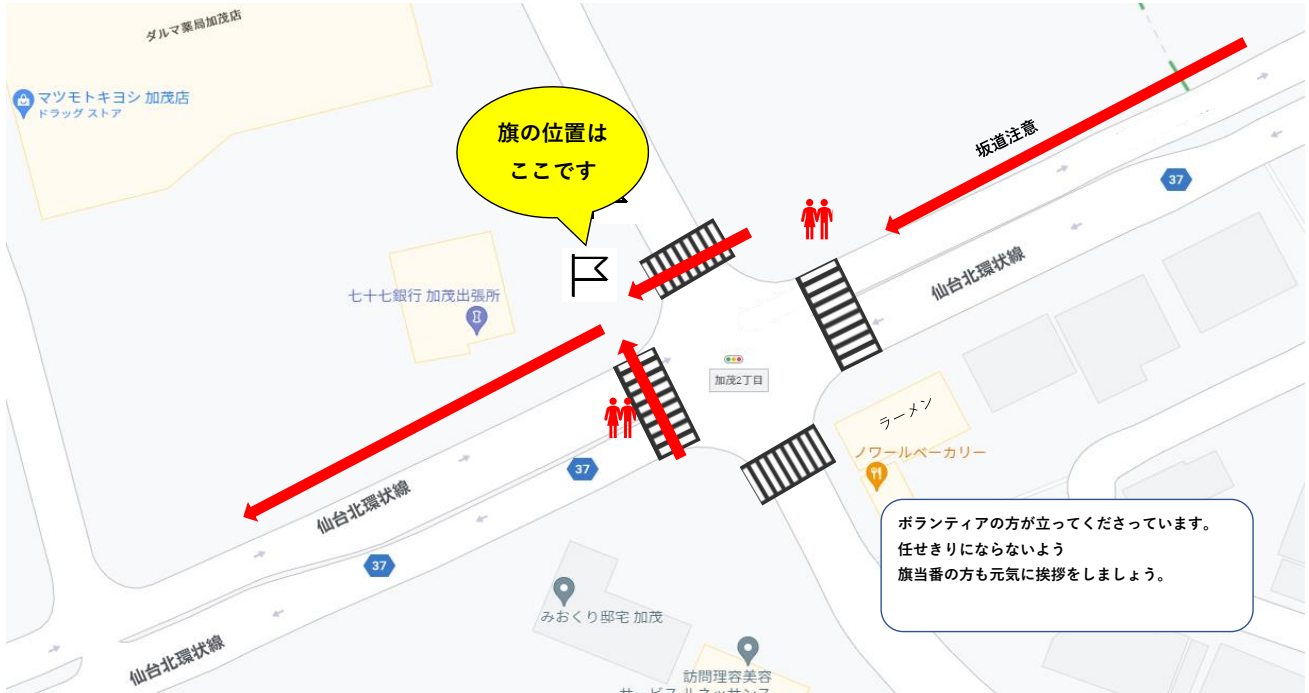 ダルマ薬局加茂店
マツモトキヨシ 加茂店
ドラッグ ストア
旗の位置は
ここです
坂道注意
37
仙台北環状線
七十七銀行 加茂出張所
加茂2丁目
ラーメン
ノワールベーカリー
37
仙台北環状線
ボランティアの方が立ってくださっています。
任せきりにならないよう
旗当番の方も元気に挨拶をしましょう。
37
みおくり邸宅 加茂
仙台北環状線
訪問理容美容